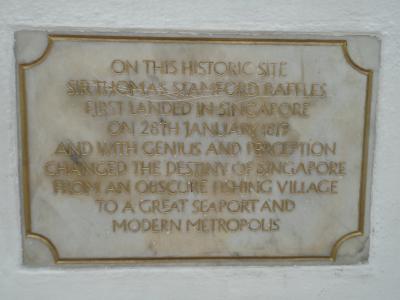 ON THIS HISTORIC SITE
SIR THOMAS STAMFORD RAFFLES
FIRST LANDED IN SINGAPORE
ON 28TH JANUARY 1819
AND WITH GENIUS AND PERCEPTION
CHANGED THE DESTINY OF SINGAPORE
FROM AN OBSCURE FISHING VILLAGE
TO A GREAT SEAPORT AND
MODERN METROPOLIS